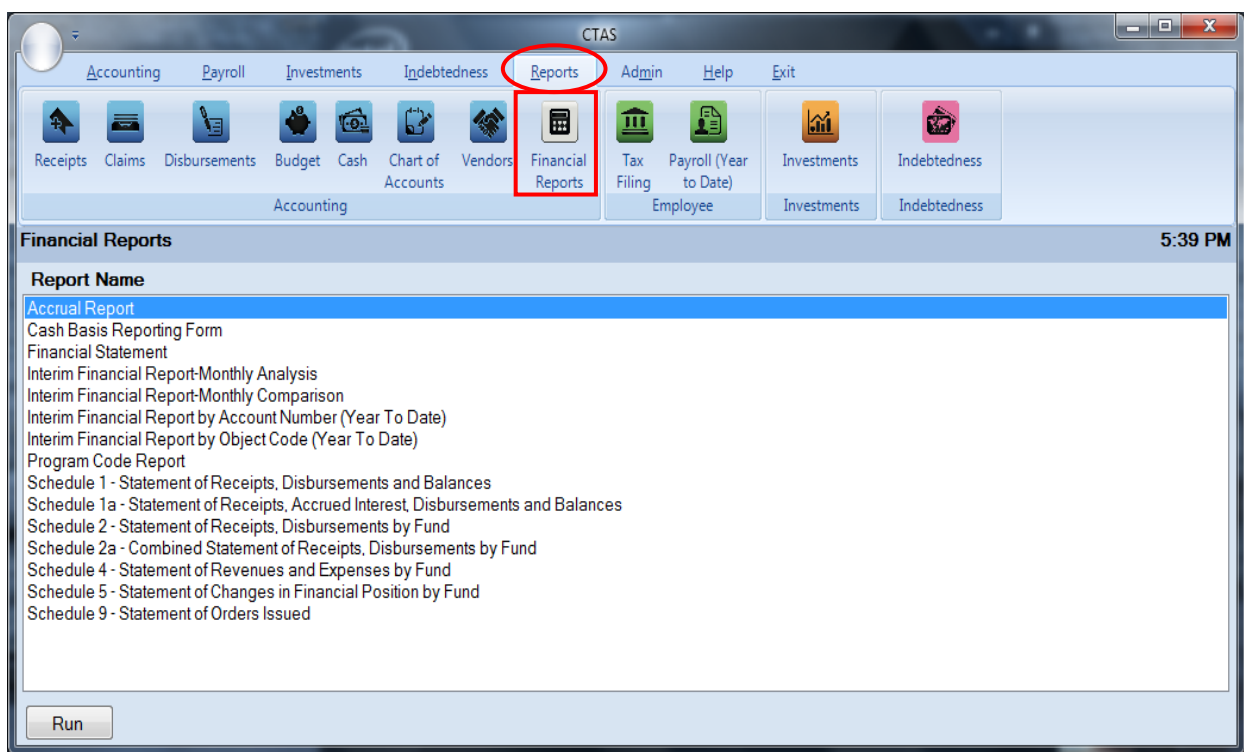 CTAS
Accounting Payroll Investments Indebtedness Reports Admin Help Exit
Receipts Claims Disbursements Budget Cash Chart of Accounts Vendors Financial Reports Tax Filing Payroll (Year to Date) Investments Indebtedness
Accounting Employee Investments Indebtedness
Financial Reports 5:39 PM
Report Name
Accrual Report
Cash Basis Reporting Form
Financial Statement
Interim Financial Report-Monthly Analysis
Interim Financial Report-Monthly Comparison
Interim Financial Report by Account Number (Year To Date)
Interim Financial Report by Object Code (Year To Date)
Program Code Report
Schedule 1 - Statement of Receipts, Disbursements and Balances
Schedule 1a - Statement of Receipts, Accrued Interest, Disbursements and Balances
Schedule 2 - Statement of Receipts, Disbursements by Fund
Schedule 2a - Combined Statement of Receipts, Disbursements by Fund
Schedule 4 - Statement of Revenues and Expenses by Fund
Schedule 5 - Statement of Changes in Financial Position by Fund
Schedule 9 - Statement of Orders Issued
Run